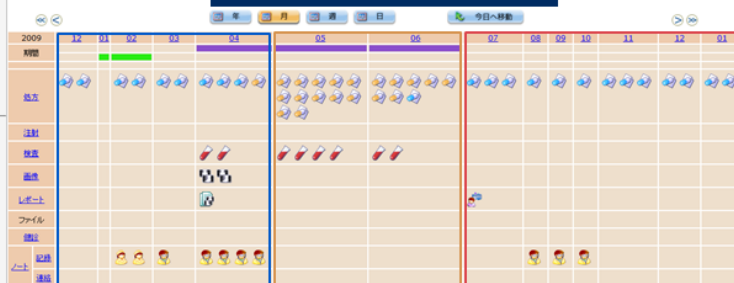 年 月 週 日 今日へ移動
2009 12 01 02 03 04 05 06 07 08 09 10 11 12 01
期間
処方
注射
検査
画像
レポート
ファイル
ノート 記録
連絡